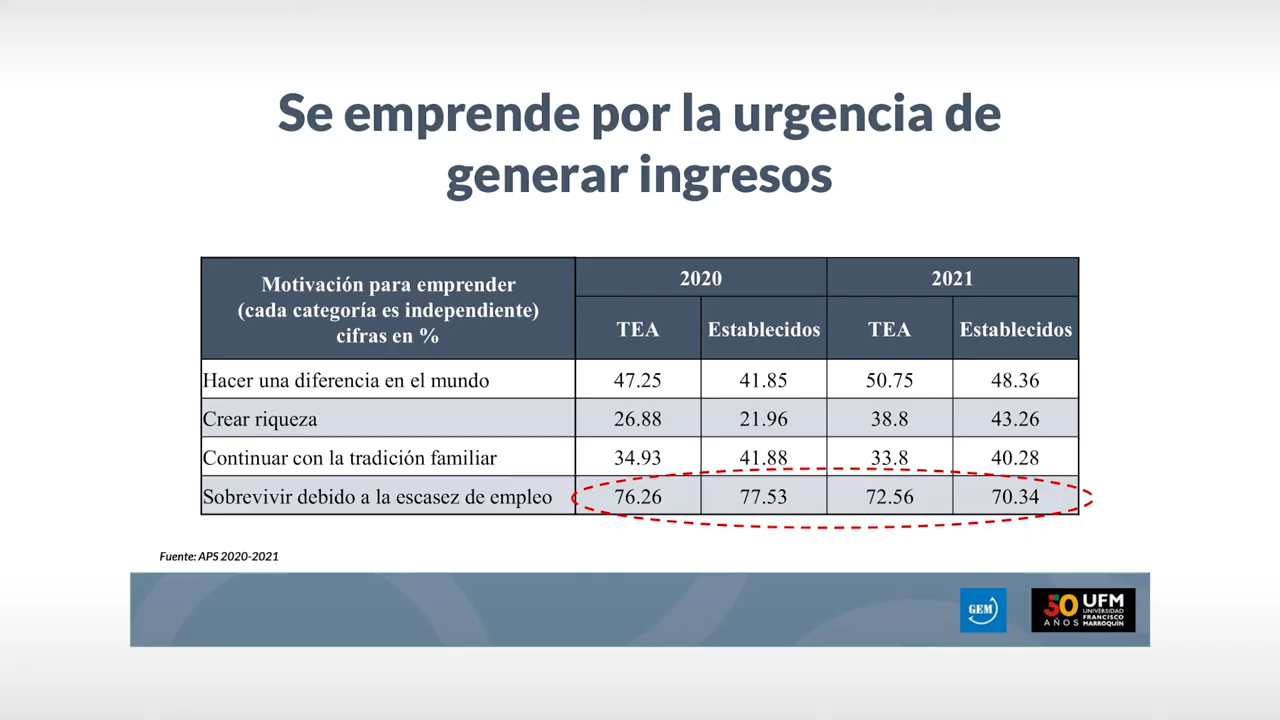 Se emprende por la urgencia de
generar ingresos
Motivación para emprender
(cada categoría es independiente)
cifras en %
2020
2021
TEA
Establecidos
TEA
Establecidos
Hacer una diferencia en el mundo 47.25 41.85 50.75 48.36
Crear riqueza 26.88 21.96 38.8 43.26
Continuar con la tradición familiar 34.93 41.88 33.8 40.28
Sobrevivir debido a la escasez de empleo 76.26 77.53 72.56 70.34
Fuente: APS 2020-2021
GEM
50
AÑOS
UFM
UNIVERSIDAD
FRANCISCO
MARROQUÍN